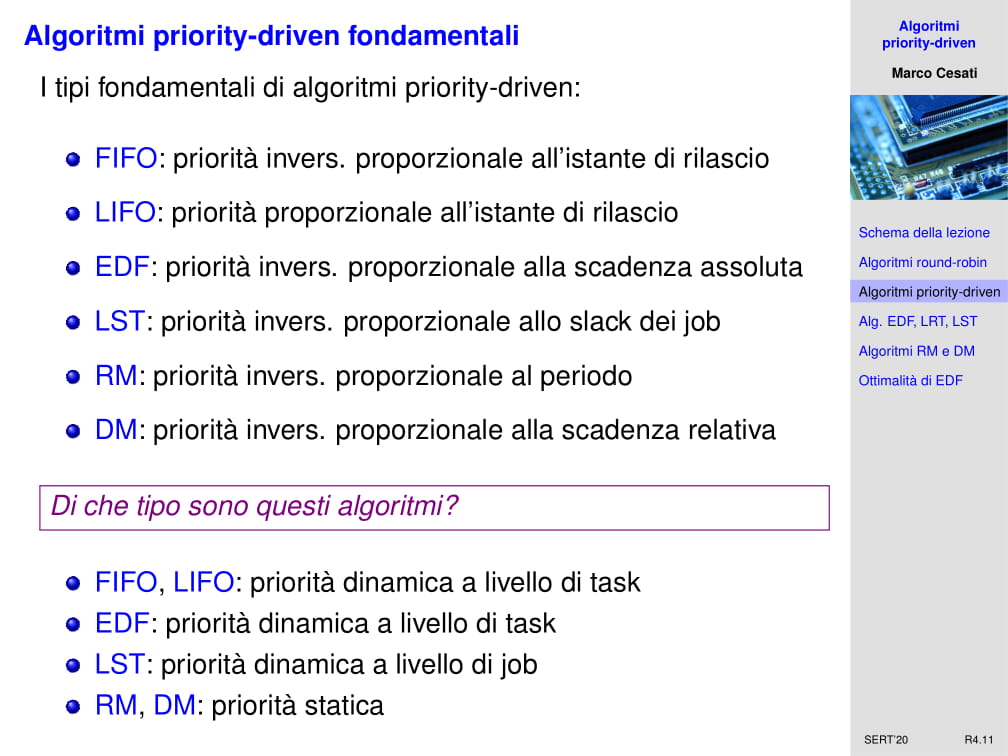 Algoritmi priority-driven fondamentali
I tipi fondamentali di algoritmi priority-driven:
FIFO: priorità invers. proporzionale all'istante di rilascio
LIFO: priorità proporzionale all'istante di rilascio
EDF: priorità invers. proporzionale alla scadenza assoluta
LST: priorità invers. proporzionale allo slack dei job
RM: priorità invers. proporzionale al periodo
DM: priorità invers. proporzionale alla scadenza relativa
Di che tipo sono questi algoritmi?
FIFO, LIFO: priorità dinamica a livello di task
EDF: priorità dinamica a livello di task
LST: priorità dinamica a livello di job
RM, DM: priorità statica
Algoritmi
priority-driven
Marco Cesati
Schema della lezione
Algoritmi round-robin
Algoritmi priority-driven
Alg. EDF, LRT, LST
Algoritmi RM e DM
Ottimalità di EDF
SERT'20 R4.11